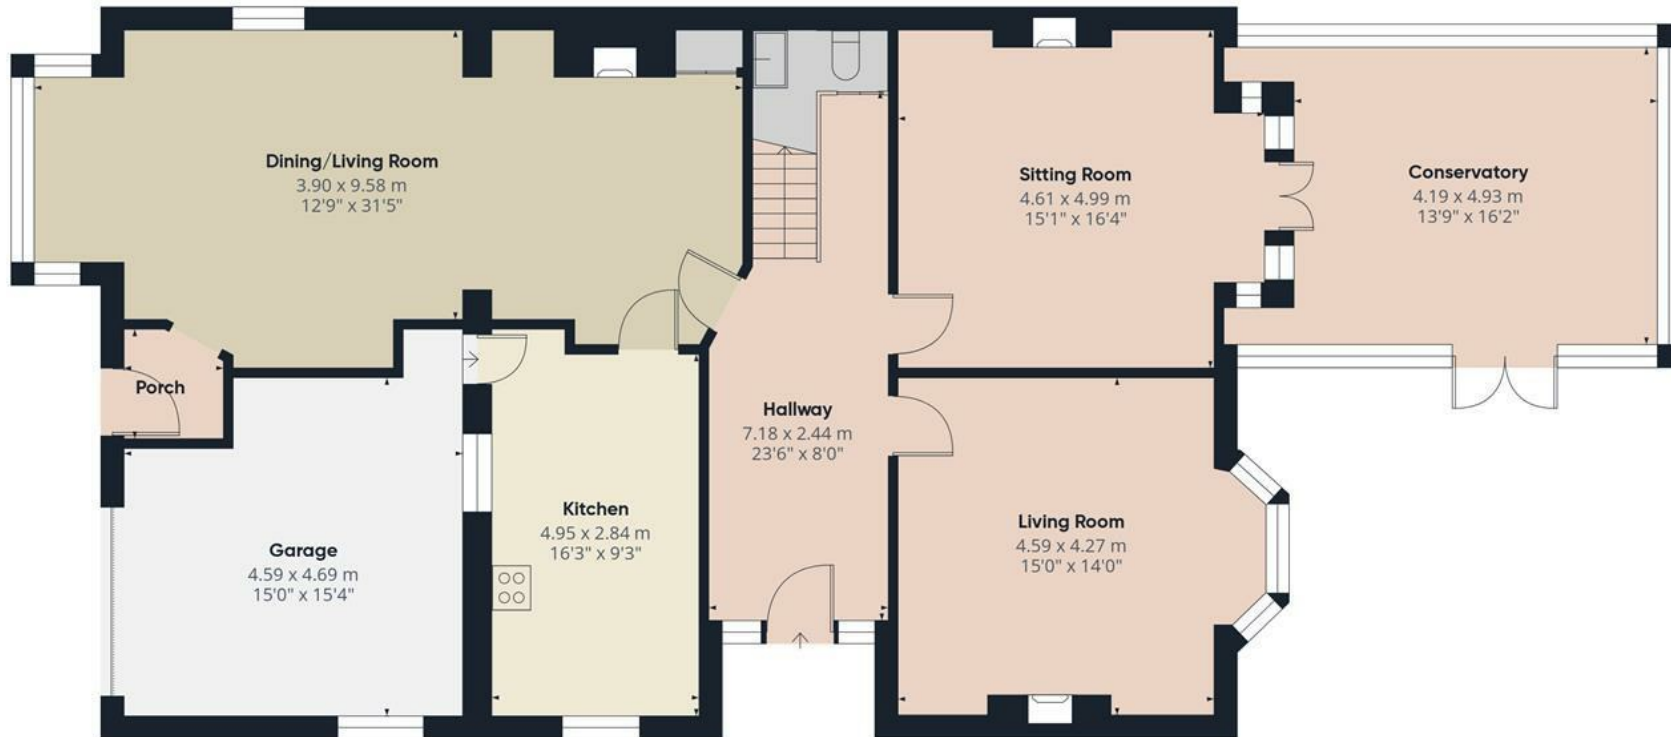 Dining/Living Room
3.90 x 9.58 m
12'9" x 31'5"
Sitting Room
4.61 x 4.99 m
15'1" x 16'4"
Conservatory
4.19 x 4.93 m
13'9" x 16'2"
Porch
Hallway
7.18 x 2.44 m
23'6" x 8'0"
Garage
4.59 x 4.69 m
15'0" x 15'4"
Kitchen
4.95 x 2.84 m
16'3" x 9'3"
Living Room
4.59 x 4.27 m
15'0" x 14'0"